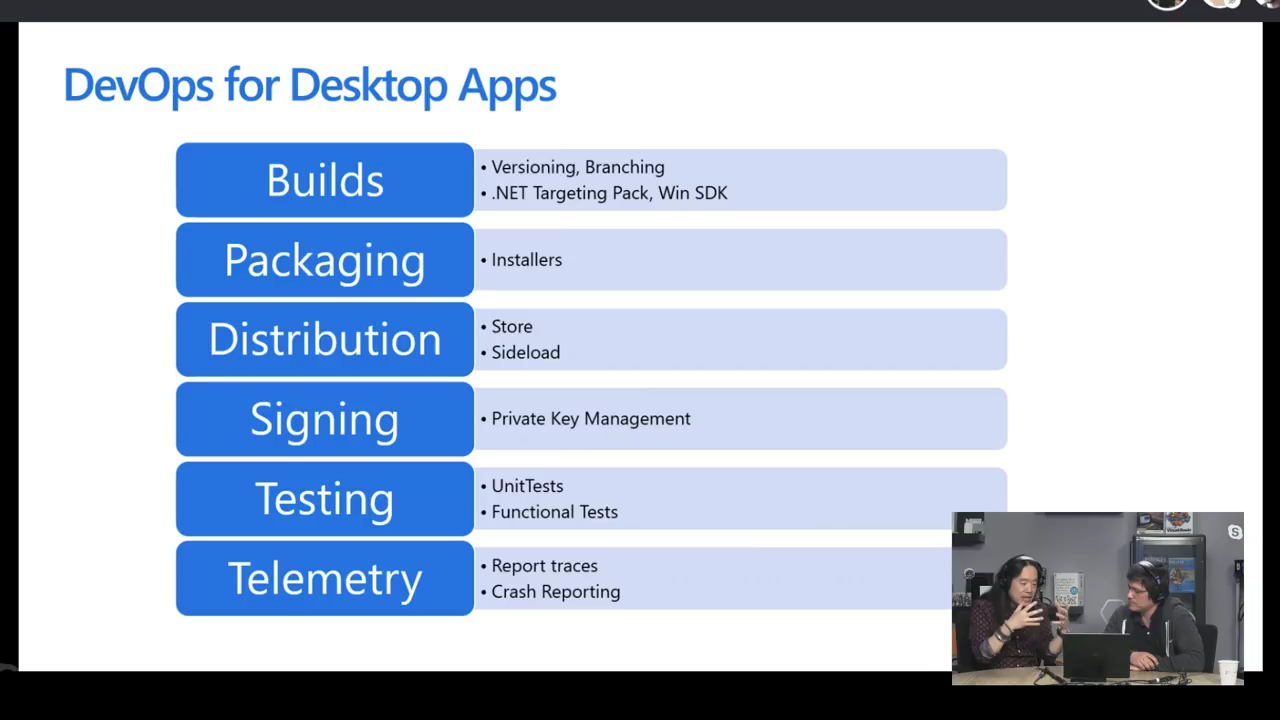 DevOps for Desktop Apps
Builds
• Versioning, Branching
• .NET Targeting Pack, Win SDK
Packaging
• Installers
Distribution
• Store
• Sideload
Signing
• Private Key Management
Testing
• UnitTests
• Functional Tests
Telemetry
• Report traces
• Crash Reporting